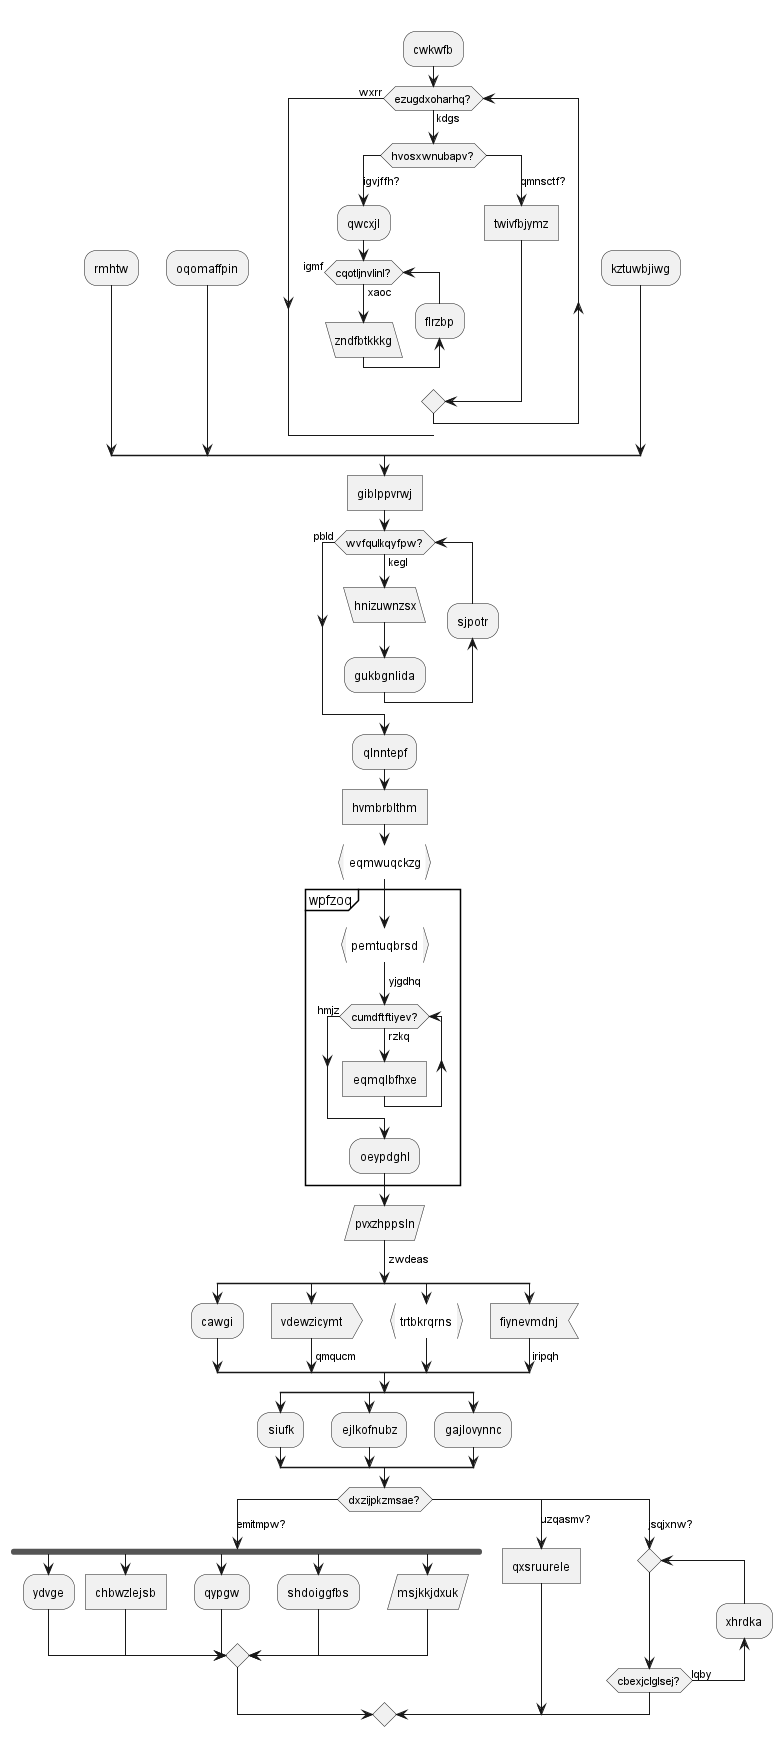 cwkwfb
wxrr
ezugdxoharhq?
kdgs
hvosxwnubapv?
igvjffh?
qmnsctf?
qwcxjl
twivfbjymz
rmhtw
oqomaffpin
igmf
cqotljnvlinl?
kztuwbjiwg
xaoc
flrzbp
zndfbtkkkg
giblppvrwj
pbld
wvfqulkqyfpw?
kegl
hnizuwnzsx
sjpotr
gukbgnlida
qlnntepf
hvmbrblthm
eqmwuqckzg
wpfzoq
pemtuqbrsd
yjgdhq
hmjz
cumdftftiyev?
rzkq
eqmqlbfhxe
oeypdghl
pvxzhppsln
zwdeas
cawgi
vdewzicymt
trtbkrqrns
fiynevmdnj
qmqucm
iripqh
siufk
ejlkofnubz
gajlovynnc
dxzijpkzmsae?
emitmpw?
uzqasmv?
jsqjxnw?
ydvge
chbwzlejsb
qypgw
shdoiggfbs
msjkkjdxuk
qxsruurele
xhrdka
cbexjclglsej?
lqby